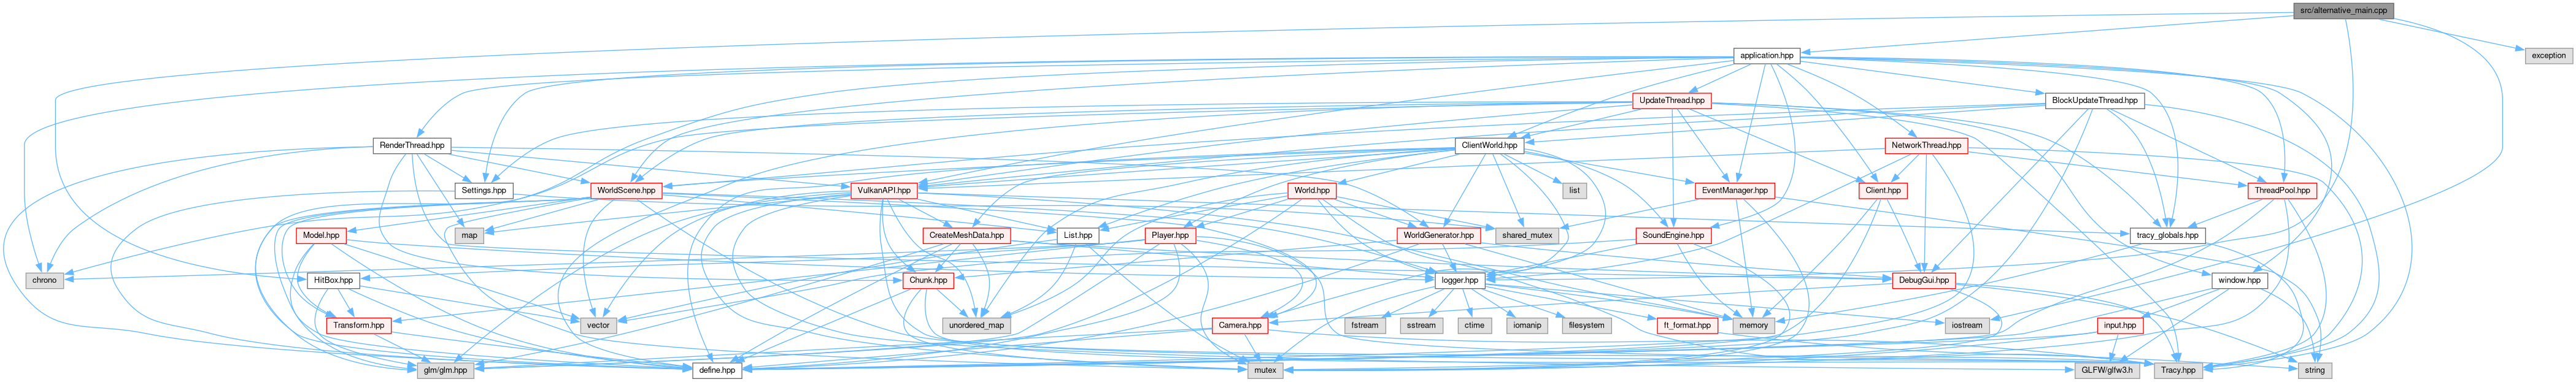 src/alternative_main.cpp
application.hpp
exception
UpdateThread.hpp
BlockUpdateThread.hpp
RenderThread.hpp
ClientWorld.hpp
NetworkThread.hpp
Settings.hpp
WorldScene.hpp
VulkanAPI.hpp
World.hpp
list
EventManager.hpp
Client.hpp
ThreadPool.hpp
Model.hpp
map
CreateMeshData.hpp
List.hpp
Player.hpp
WorldGenerator.hpp
shared_mutex
SoundEngine.hpp
tracy_globals.hpp
chrono
HitBox.hpp
Chunk.hpp
logger.hpp
DebugGui.hpp
window.hpp
Transform.hpp
vector
unordered_map
Camera.hpp
fstream
sstream
ctime
iomanip
filesystem
ft_format.hpp
memory
iostream
input.hpp
glm/glm.hpp
define.hpp
mutex
GLFW/glfw3.h
Tracy.hpp
string